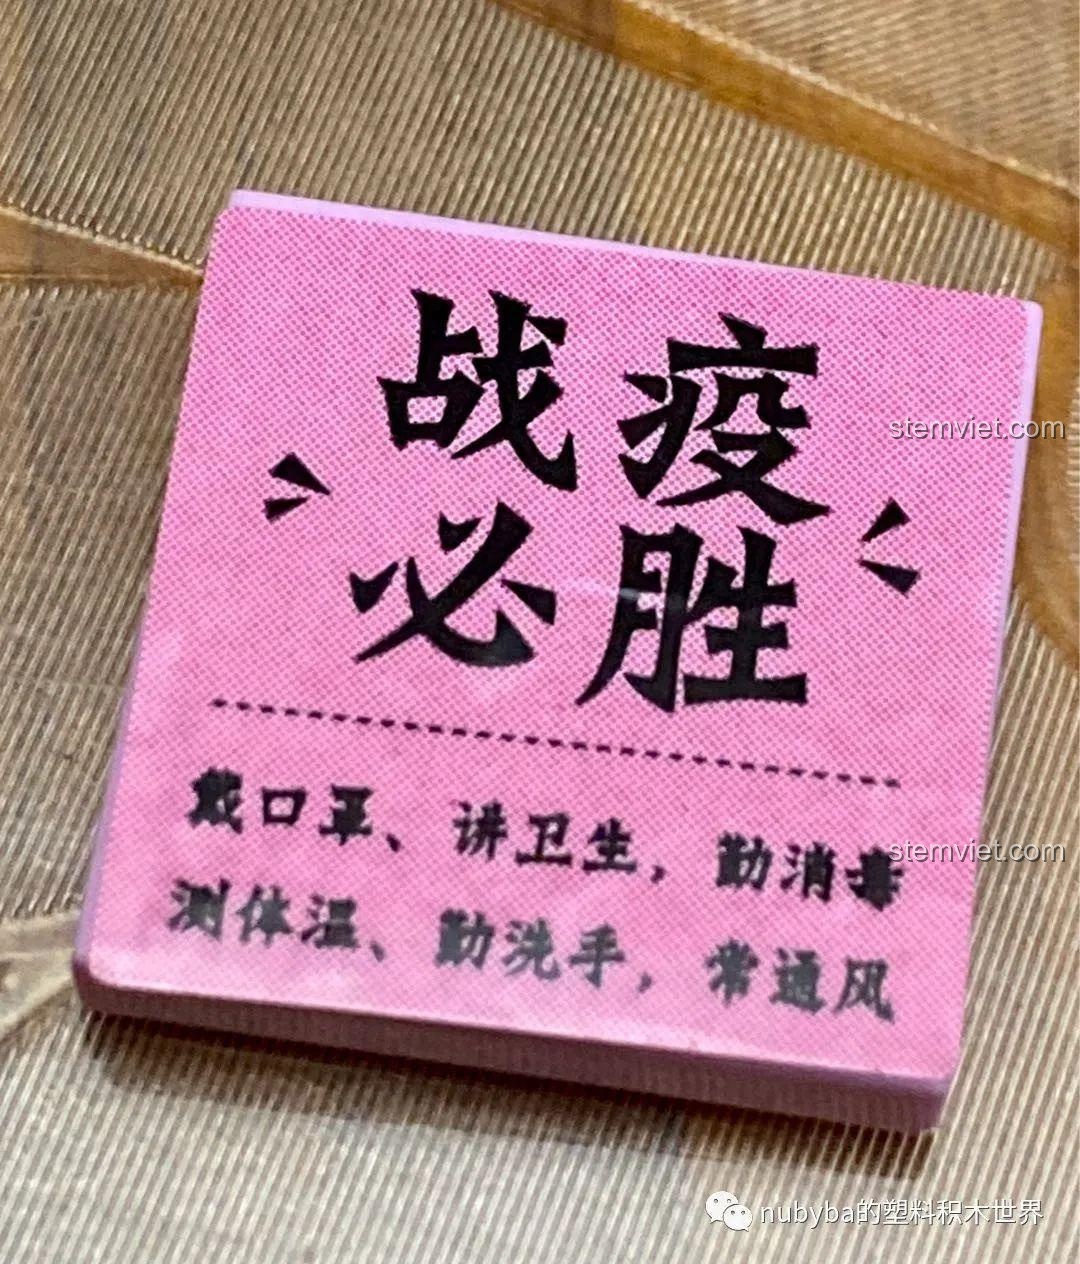 战疫
必胜
戴口罩、讲卫生，勤消毒
测体温、勤洗手，常通风
stemviet.com
stemviet.com
nubyba的塑料积木世界